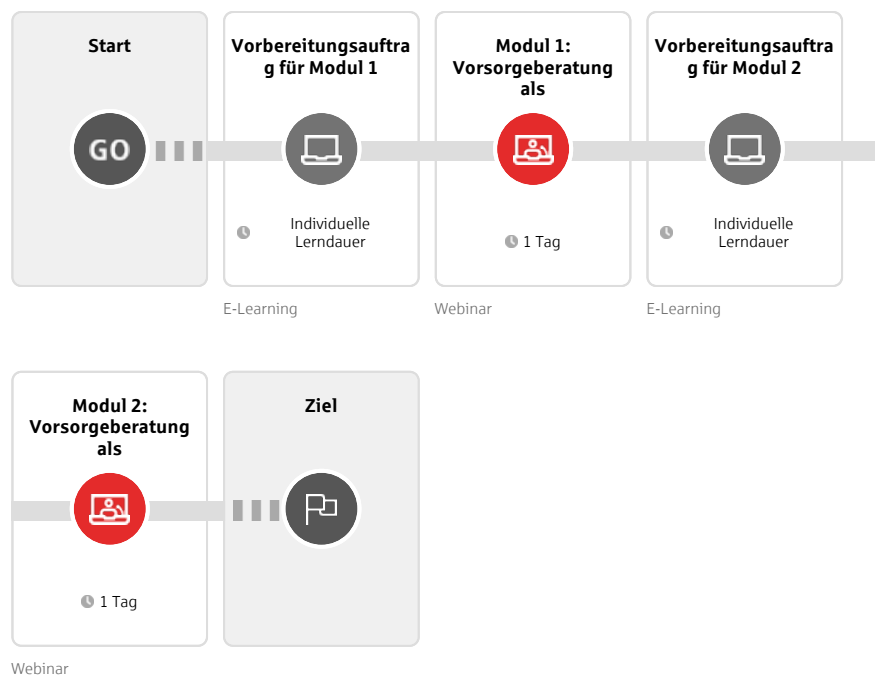 Start
GO
Vorbereitungsauftra
g für Modul 1
Individuelle
Lerndauer
E-Learning
Modul 1:
Vorsorgeberatung
als
1 Tag
Webinar
Vorbereitungsauftra
g für Modul 2
Individuelle
Lerndauer
E-Learning
Modul 2:
Vorsorgeberatung
als
1 Tag
Webinar
Ziel